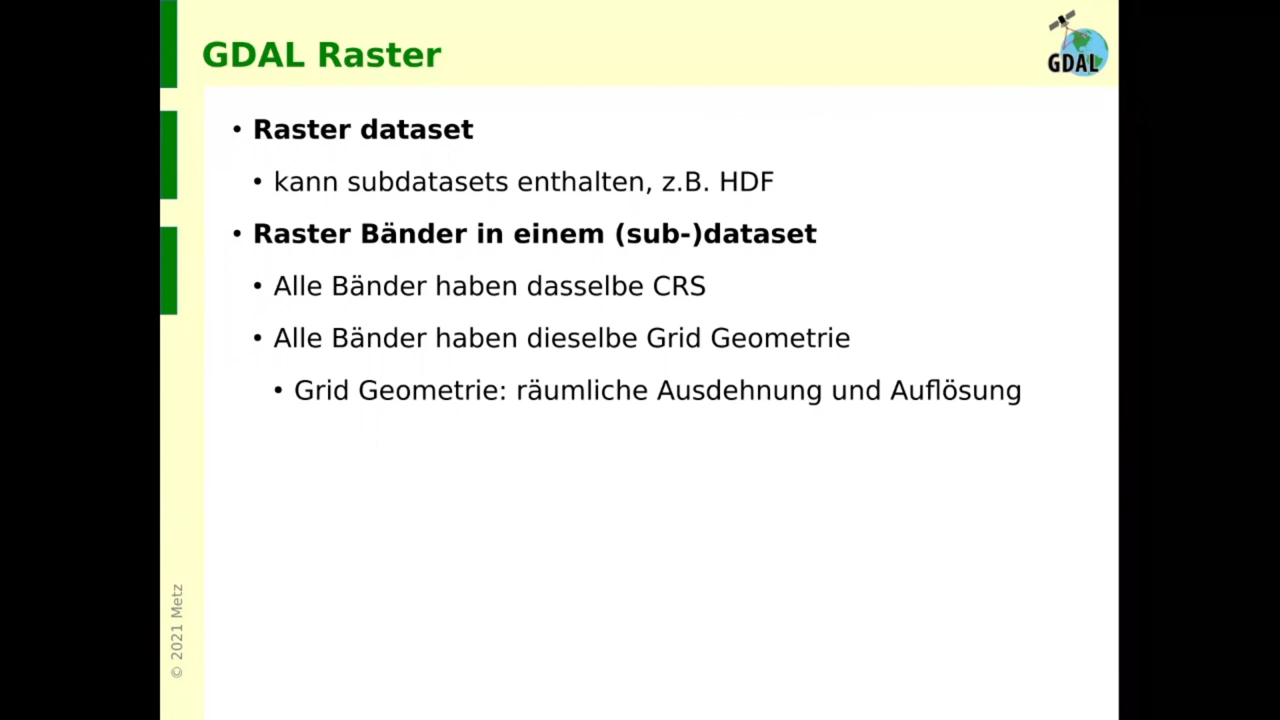 GDAL Raster
GDAL
• Raster dataset
• kann subdatasets enthalten, z.B. HDF
• Raster Bänder in einem (sub-)dataset
• Alle Bänder haben dasselbe CRS
• Alle Bänder haben dieselbe Grid Geometrie
• Grid Geometrie: räumliche Ausdehnung und Auflösung
© 2021 Metz